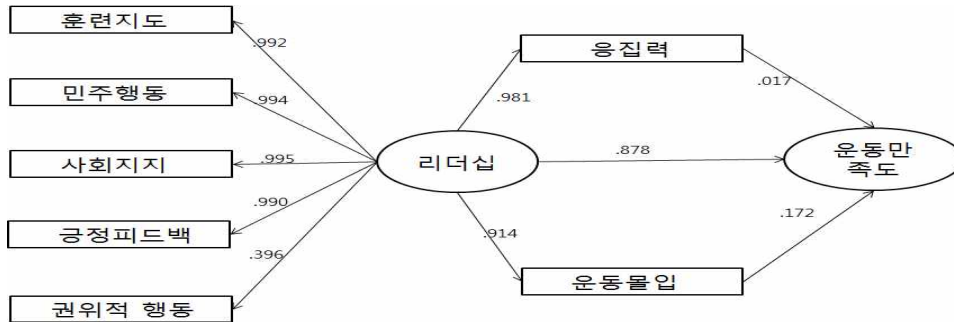 훈련지도
.992
응집력
민주행동
.994
.981
.017
사회지지
.995
리더십
.878
운동만
족도
긍정피드백
.990
.914
.172
.396
권위적 행동
운동몰입